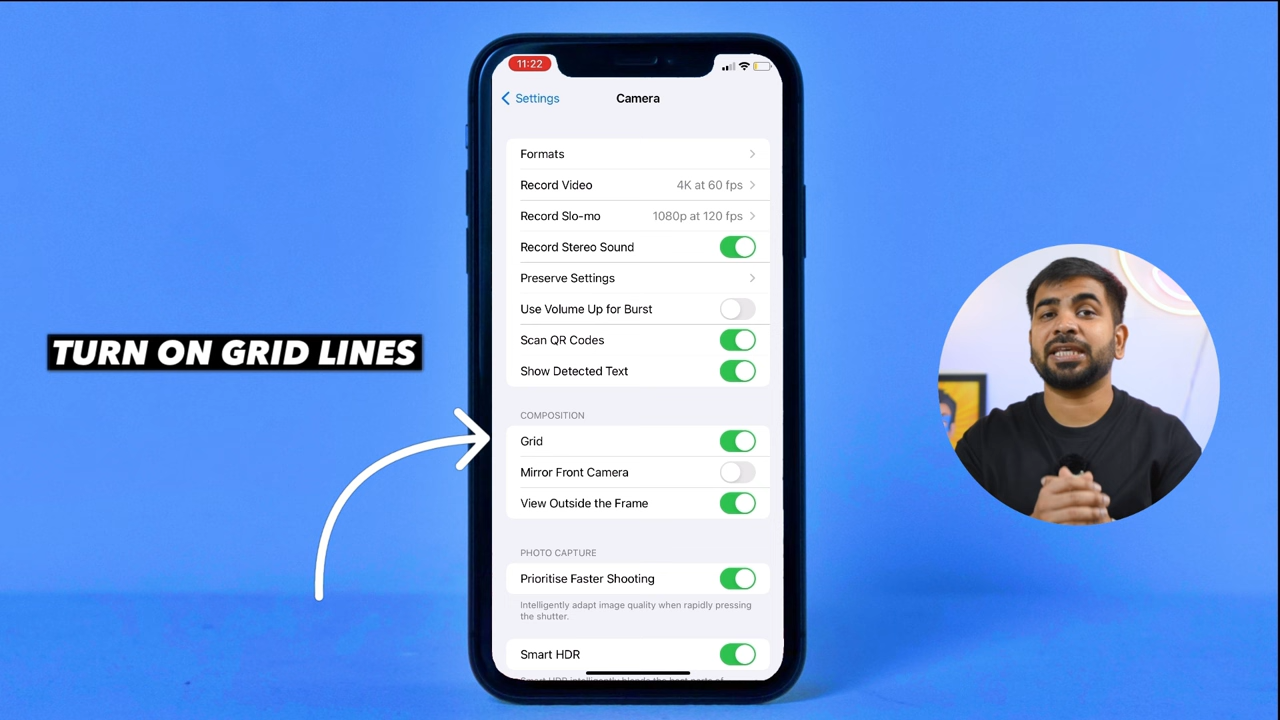 11:22
Settings
Camera
Formats
Record Video 4K at 60 fps
Record Slo-mo 1080p at 120 fps
Record Stereo Sound
Preserve Settings
Use Volume Up for Burst
Scan QR Codes
Show Detected Text
TURN ON GRID LINES
COMPOSITION
Grid
Mirror Front Camera
View Outside the Frame
PHOTO CAPTURE
Prioritise Faster Shooting
Intelligently adapt image quality when rapidly pressing
the shutter.
Smart HDR